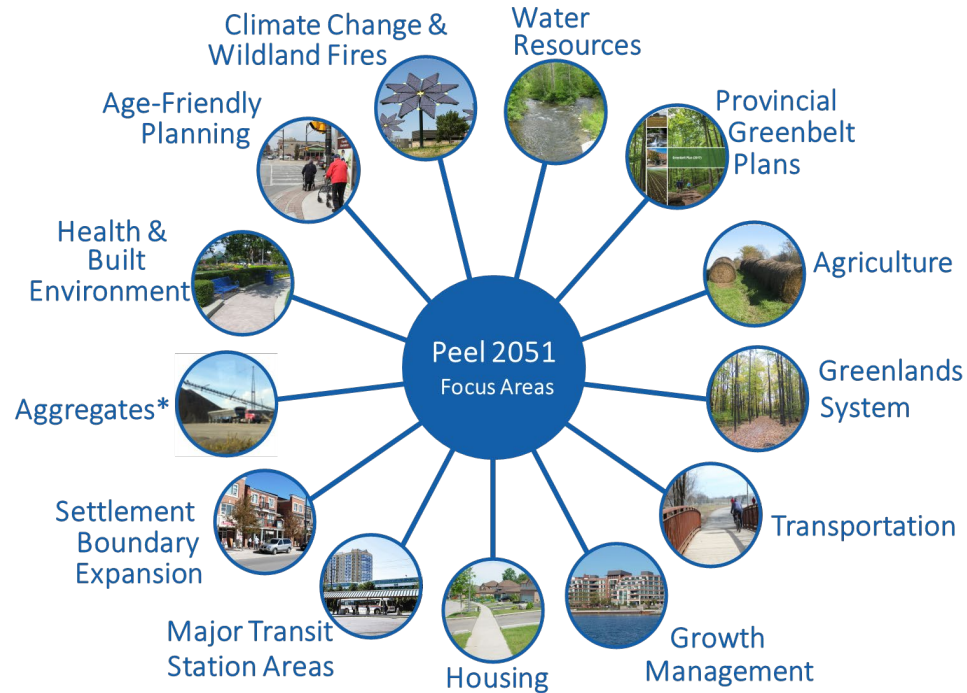 Climate Change &
Wildland Fires
Water
Resources
Age-Friendly
Planning
Provincial
Greenbelt
Plans
Health &
Built
Environment
Agriculture
Peel 2051
Focus Areas
Greenlands
System
Aggregates*
Settlement
Boundary
Expansion
Transportation
Major Transit
Station Areas
Housing
Growth
Management